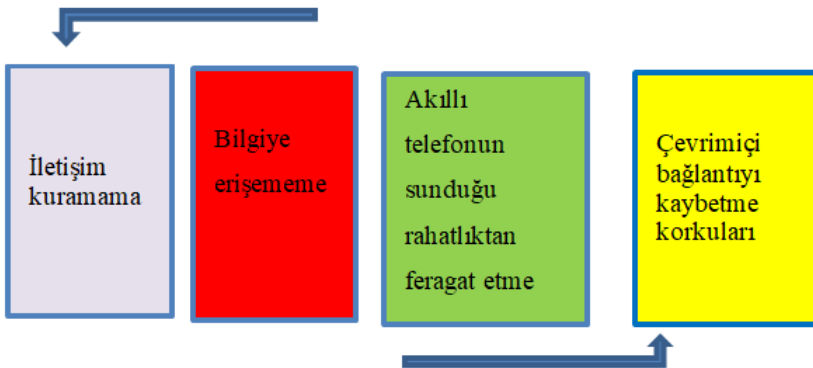 İletişim
kuramama
Bilgiye
erişememe
Akıllı
telefonun
sunduğu
rahatlıktan
feragat etme
Çevrimiçi
bağlantıyı
kaybetme
korkuları